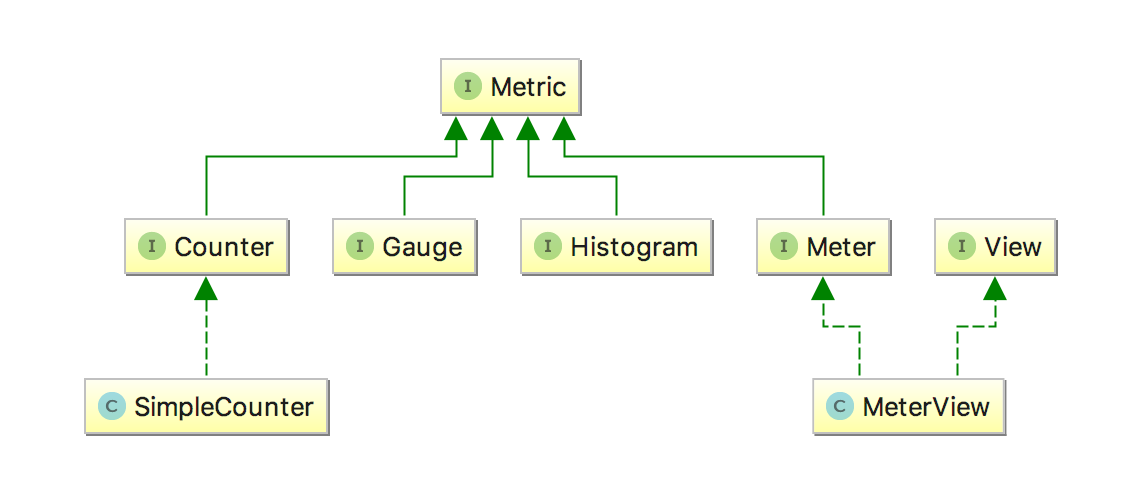 I Metric
I Counter
I Gauge
I Histogram
I Meter
I View
C SimpleCounter
C MeterView